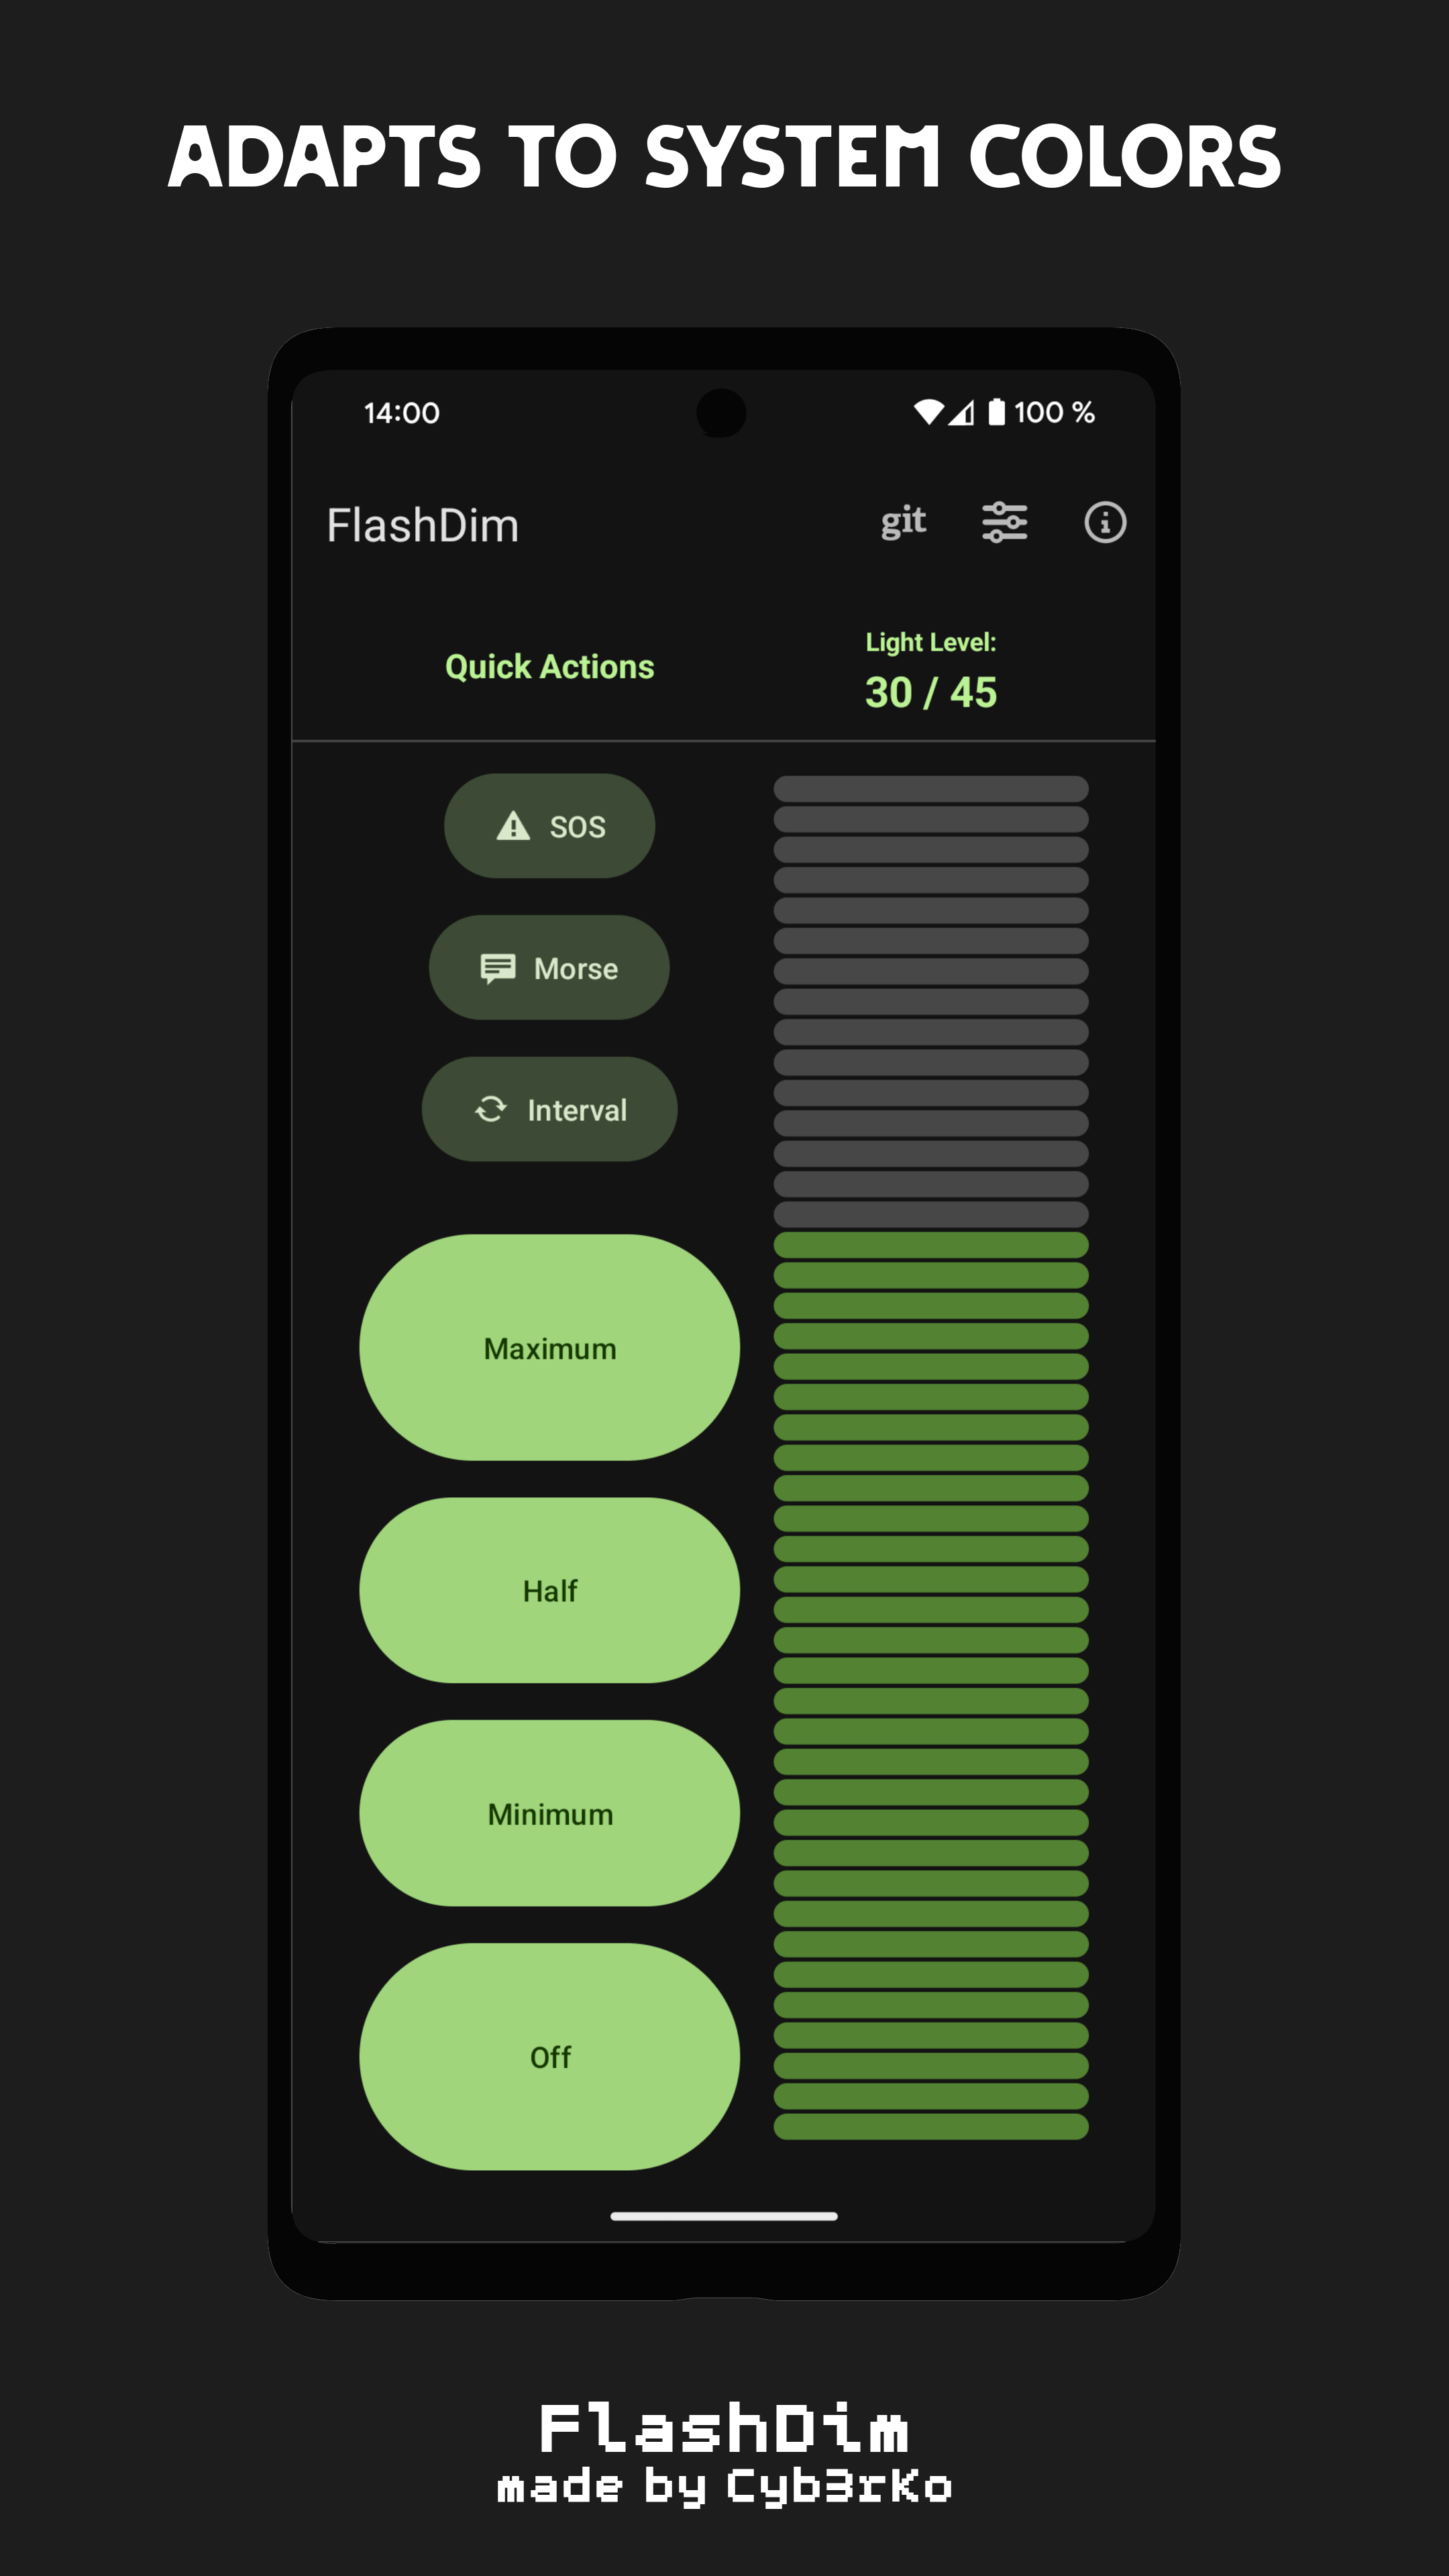 ADAPTS TO SYSTEM COLORS
14:00
100 %
FlashDim
git
Quick Actions
Light Level:
30 / 45
SOS
Morse
Interval
Maximum
Half
Minimum
Off
FlashDim
made by Cyb3rKo